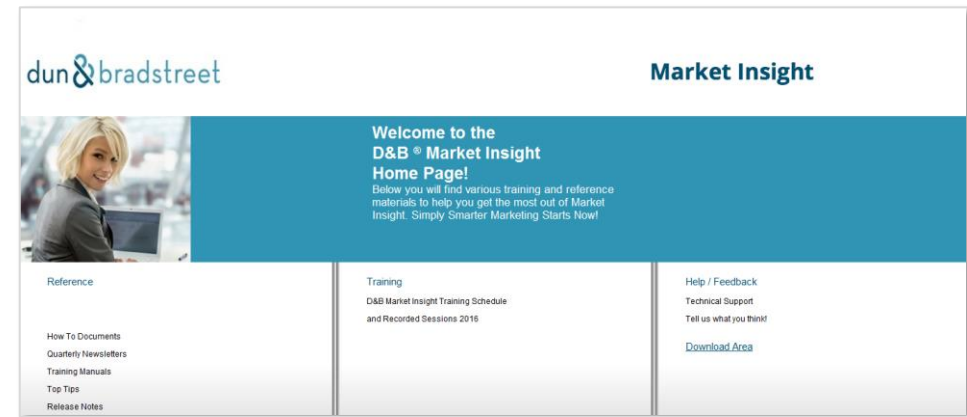 dun&bradstreet
Market Insight
Welcome to the
D&B ® Market Insight
Home Page!
Below you will find various training and reference
materials to help you get the most out of Market
Insight. Simply Smarter Marketing Starts Now!
Reference
How To Documents
Quarterly Newsletters
Training Manuals
Top Tips
Release Notes
Training
D&B Market Insight Training Schedule
and Recorded Sessions 2016
Help / Feedback
Technical Support
Tell us what you think!
Download Area